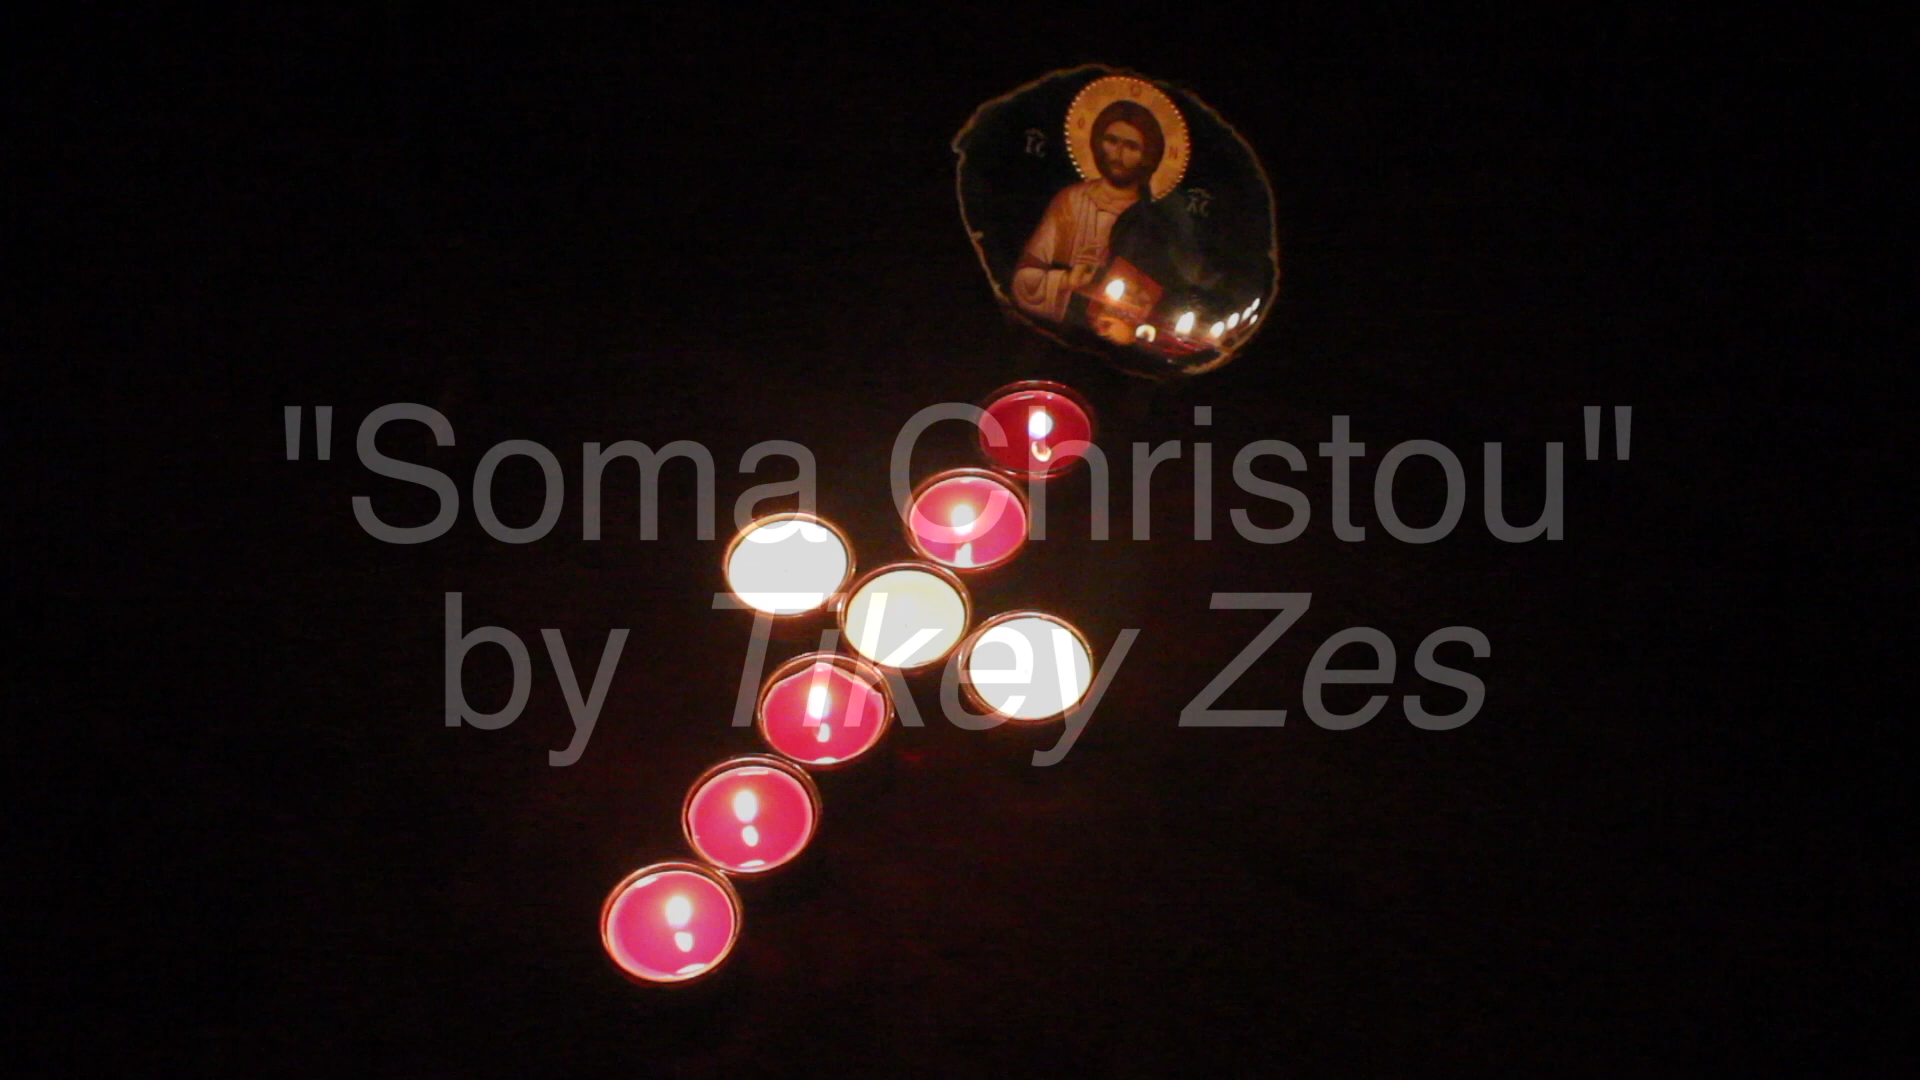 Ο
Ο Ν
"Soma Christou"
by Tikey Zes